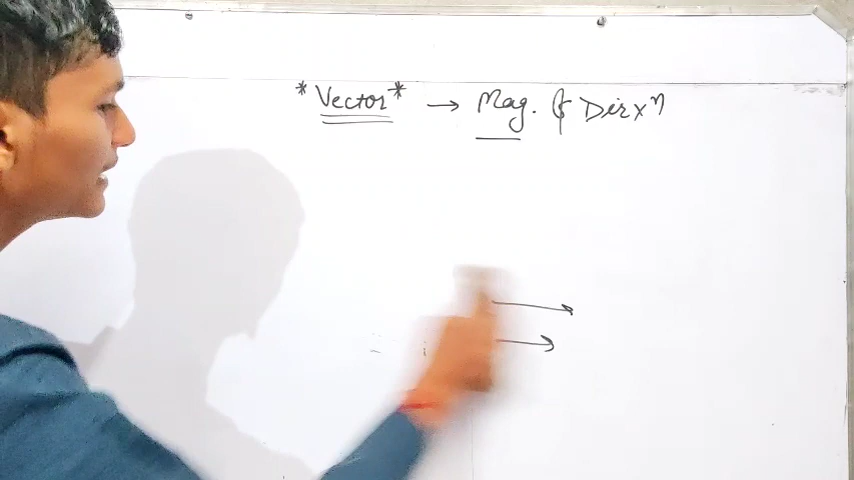 *Vector* → Mag. & Dirxⁿ